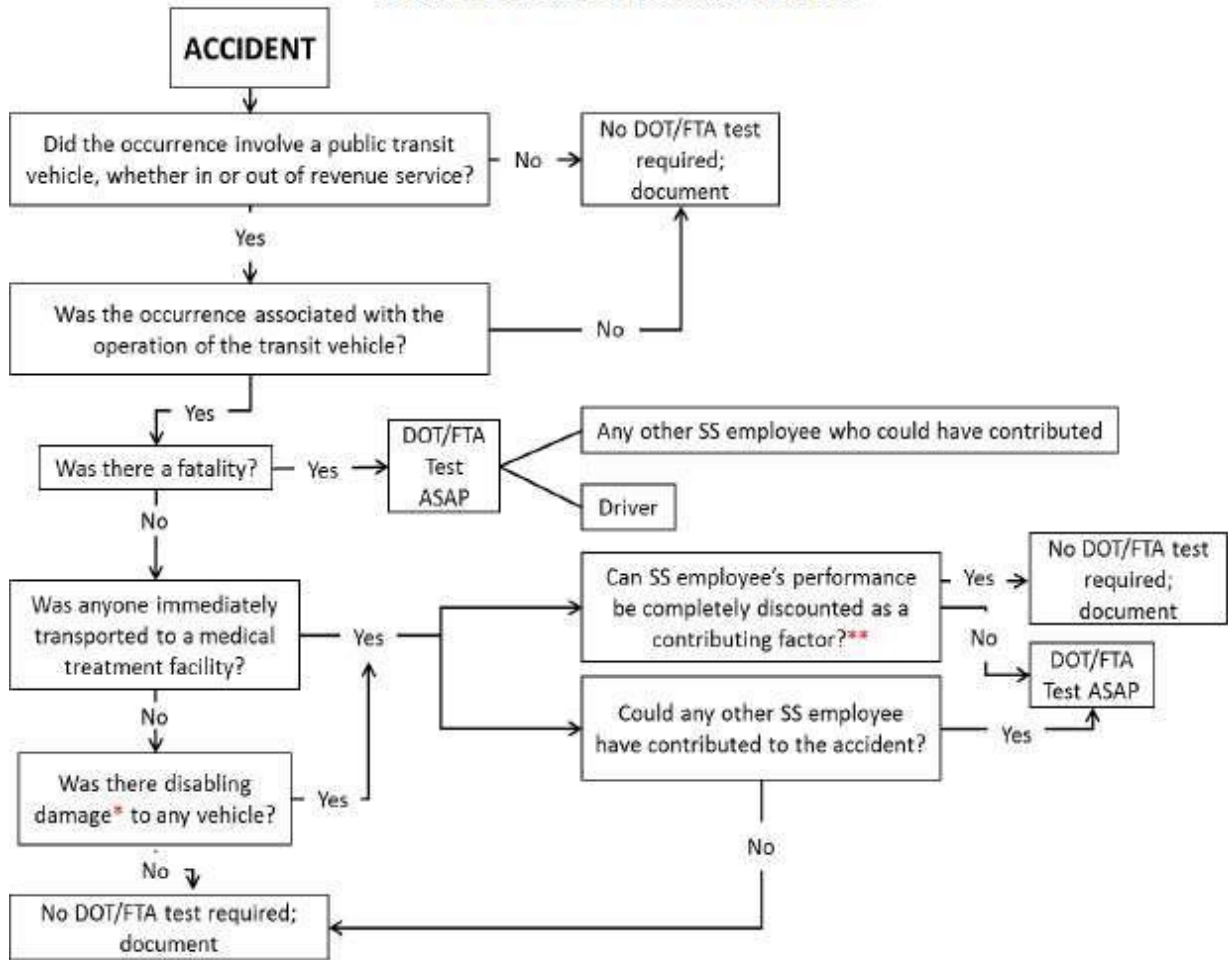 ACCIDENT
Did the occurrence involve a public transit
vehicle, whether in or out of revenue service?
No
No DOT/FTA test
required;
document
Yes
Was the occurrence associated with the
operation of the transit vehicle?
No
Yes
Was there a fatality?
Yes
DOT/FTA
Test
ASAP
Any other SS employee who could have contributed
Driver
No
Was anyone immediately
transported to a medical
treatment facility?
Yes
Can SS employee's performance
be completely discounted as a
contributing factor?**
Yes
No DOT/FTA test
required;
document
No
DOT/FTA
Test ASAP
Could any other SS employee
have contributed to the accident?
Yes
No
No
Was there disabling
damage* to any vehicle?
Yes
No
No DOT/FTA test required;
document